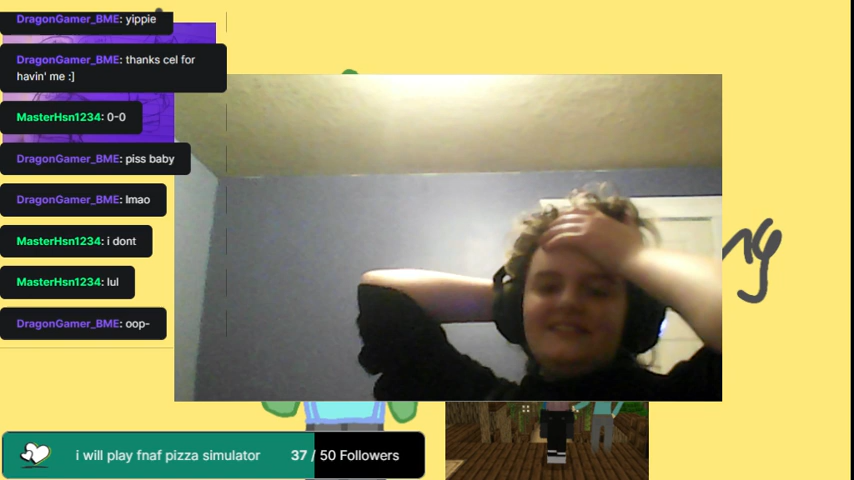 DragonGamer_BME: yippie
DragonGamer_BME: thanks cel for
havin' me :]
MasterHsn1234: 0-0
DragonGamer_BME: piss baby
DragonGamer_BME: lmao
MasterHsn1234: i dont
MasterHsn1234: lul
DragonGamer_BME: oop-
ng
i will play fnaf pizza simulator 37 / 50 Followers